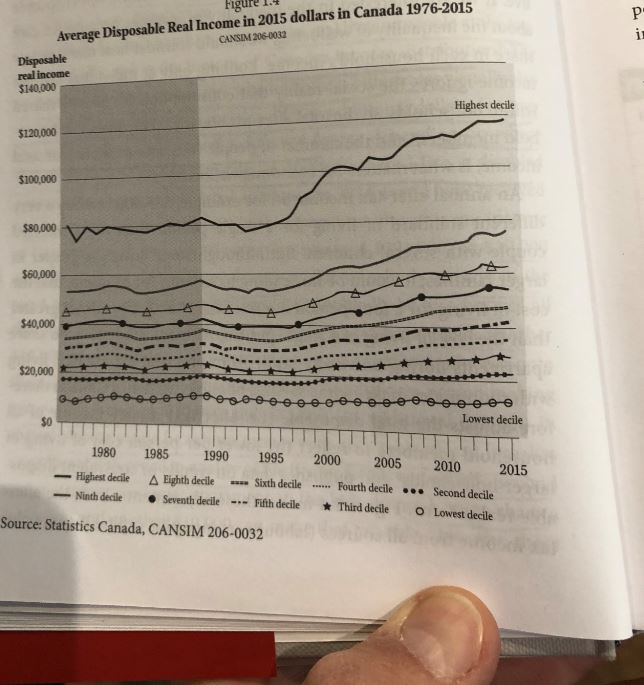 Figure 1.4
Average Disposable Real Income in 2015 dollars in Canada 1976-2015
CANSIM 206-0032
Disposable
real income
$140,000
Highest decile
$120,000
$100,000
$80,000
$60,000
$40,000
$20,000
$0
Lowest decile
1980 1985 1990 1995 2000 2005 2010 2015
Highest decile Eighth decile Sixth decile Fourth decile Second decile
Ninth decile Seventh decile Fifth decile Third decile Lowest decile
Source: Statistics Canada, CANSIM 206-0032